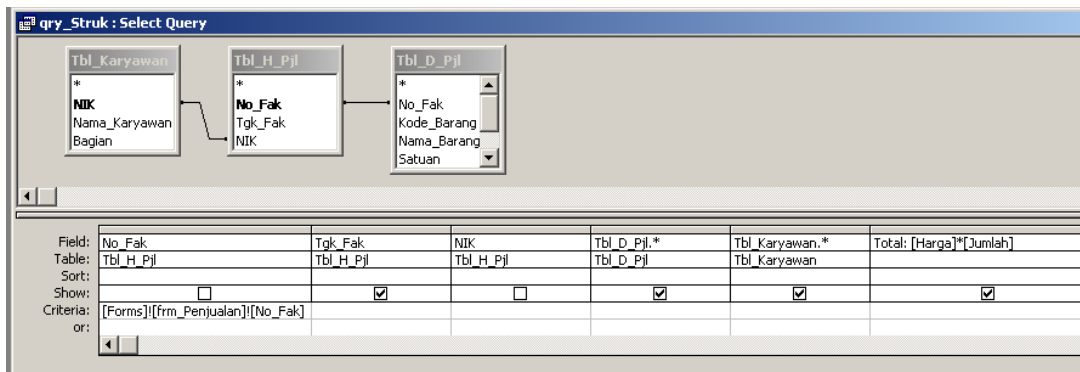 qry_Struk : Select Query
Tbl_Karyawan
*
NIK
Nama_Karyawan
Bagian
Tbl_H_Pjl
*
No_Fak
Tgk_Fak
NIK
Tbl_D_Pjl
*
No_Fak
Kode_Barang
Nama_Barang
Satuan
Field: No_Fak Tgk_Fak NIK Tbl_D_Pjl.* Tbl_Karyawan.* Total: [Harga]*[Jumlah]
Table: Tbl_H_Pjl Tbl_H_Pjl Tbl_H_Pjl Tbl_D_Pjl Tbl_Karyawan
Sort:
Show:
Criteria: [Forms]![frm_Penjualan]![No_Fak]
or: